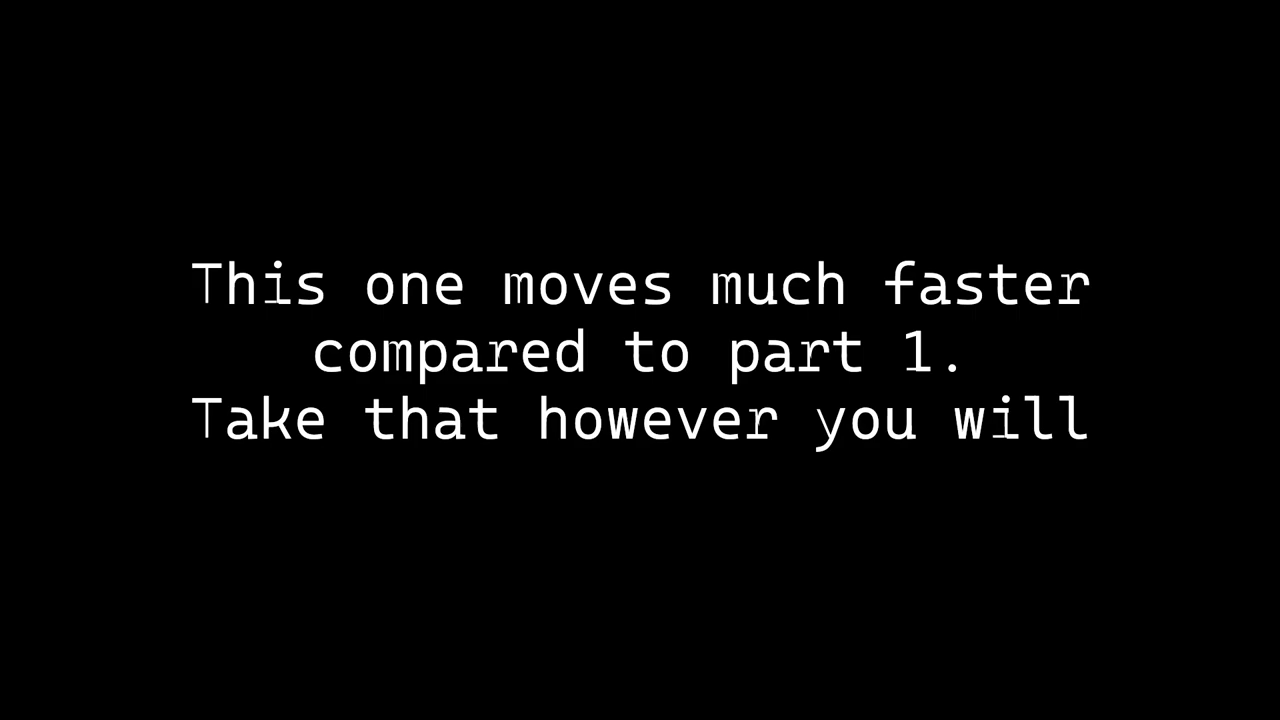 This one moves much faster
compared to part 1.
Take that however you will